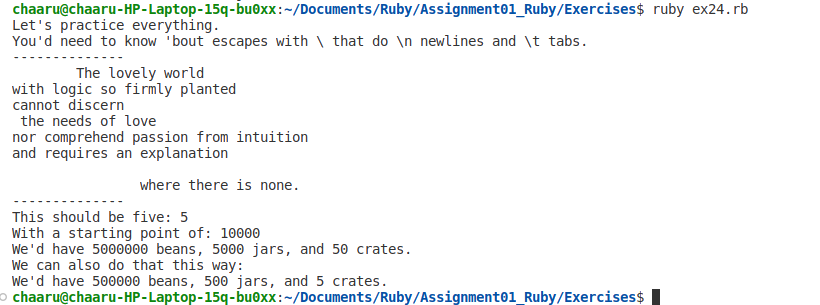 chaaru@chaaru-HP-Laptop-15q-bu0xx:~/Documents/Ruby/Assignment01_Ruby/Exercises$ ruby ex24.rb
Let's practice everything.
You'd need to know 'bout escapes with \ that do \n newlines and \t tabs.
--------------
        The lovely world
with logic so firmly planted
cannot discern
 the needs of love
nor comprehend passion from intuition
and requires an explanation

                where there is none.
--------------
This should be five: 5
With a starting point of: 10000
We'd have 5000000 beans, 5000 jars, and 50 crates.
We can also do that this way:
We'd have 500000 beans, 500 jars, and 5 crates.
chaaru@chaaru-HP-Laptop-15q-bu0xx:~/Documents/Ruby/Assignment01_Ruby/Exercises$